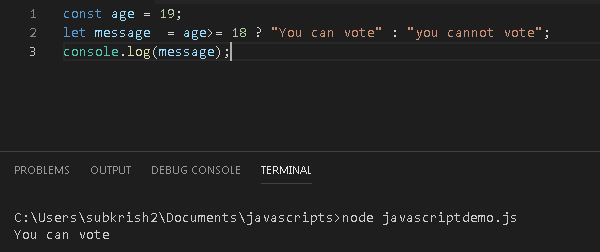 1 const age = 19;
2 let message  = age>= 18 ? "You can vote" : "you cannot vote";
3 console.log(message);
PROBLEMS OUTPUT DEBUG CONSOLE TERMINAL
C:\Users\subkrish2\Documents\javascripts>node javascriptdemo.js
You can vote